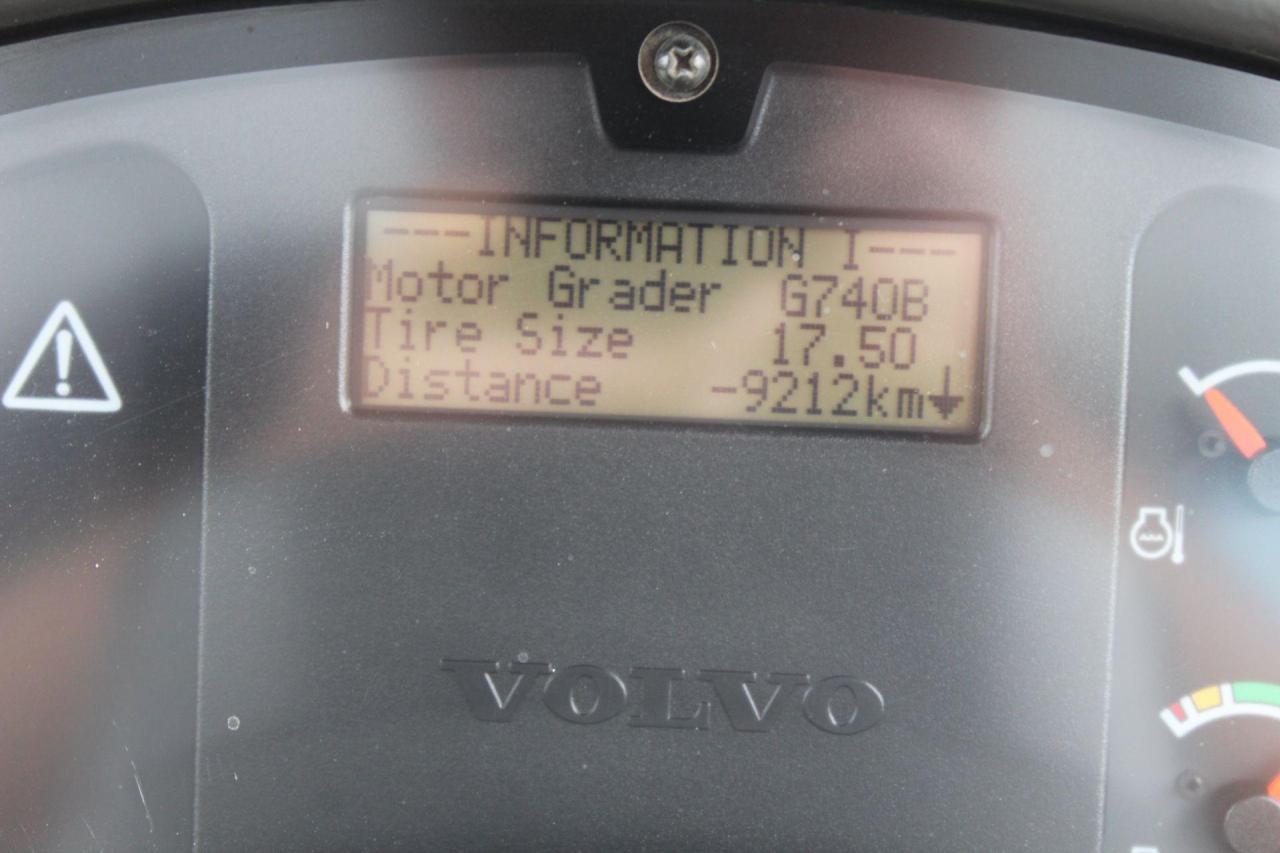 ---INFORMATION I---
Motor Grader G740B
Tire Size 17.50
Distance -9212km
VOLVO